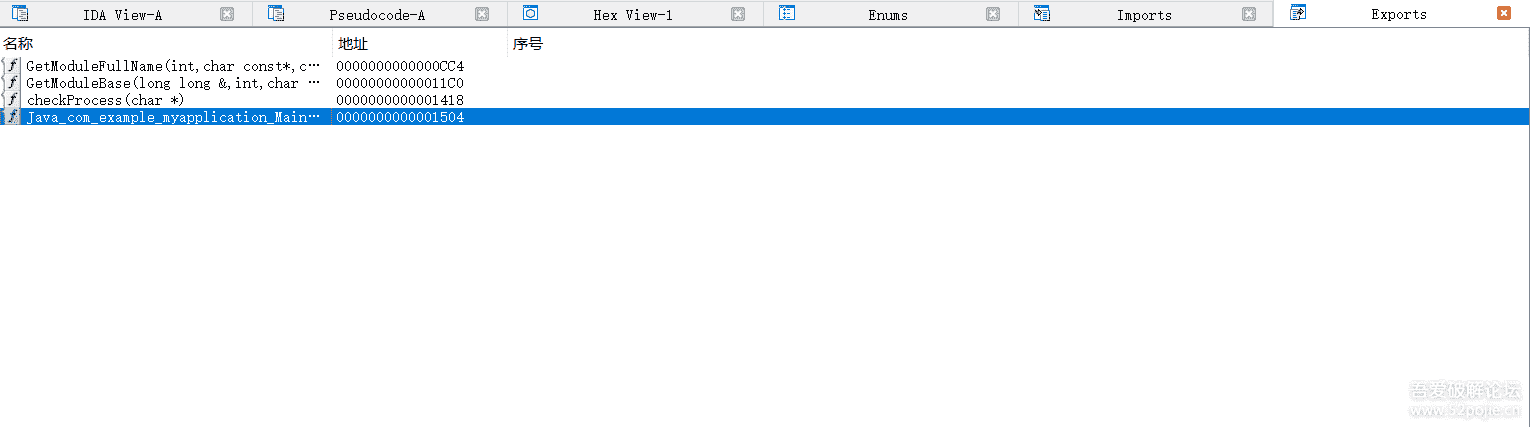 IDA View-A Pseudocode-A Hex View-1 Enums Imports Exports
名称 地址 序号
f GetModuleFullName(int,char const*,c… 0000000000000CC4
f GetModuleBase(long long &,int,char … 00000000000011C0
f checkProcess(char *) 0000000000001418
f Java_com_example_myapplication_Main… 0000000000001504
吾爱破解论坛
www.52pojie.cn